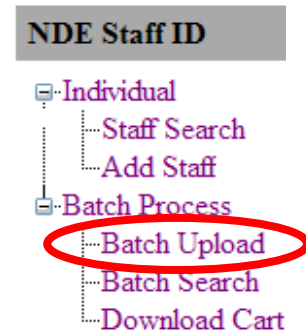 NDE Staff ID
Individual
Staff Search
Add Staff
Batch Process
Batch Upload
Batch Search
Download Cart